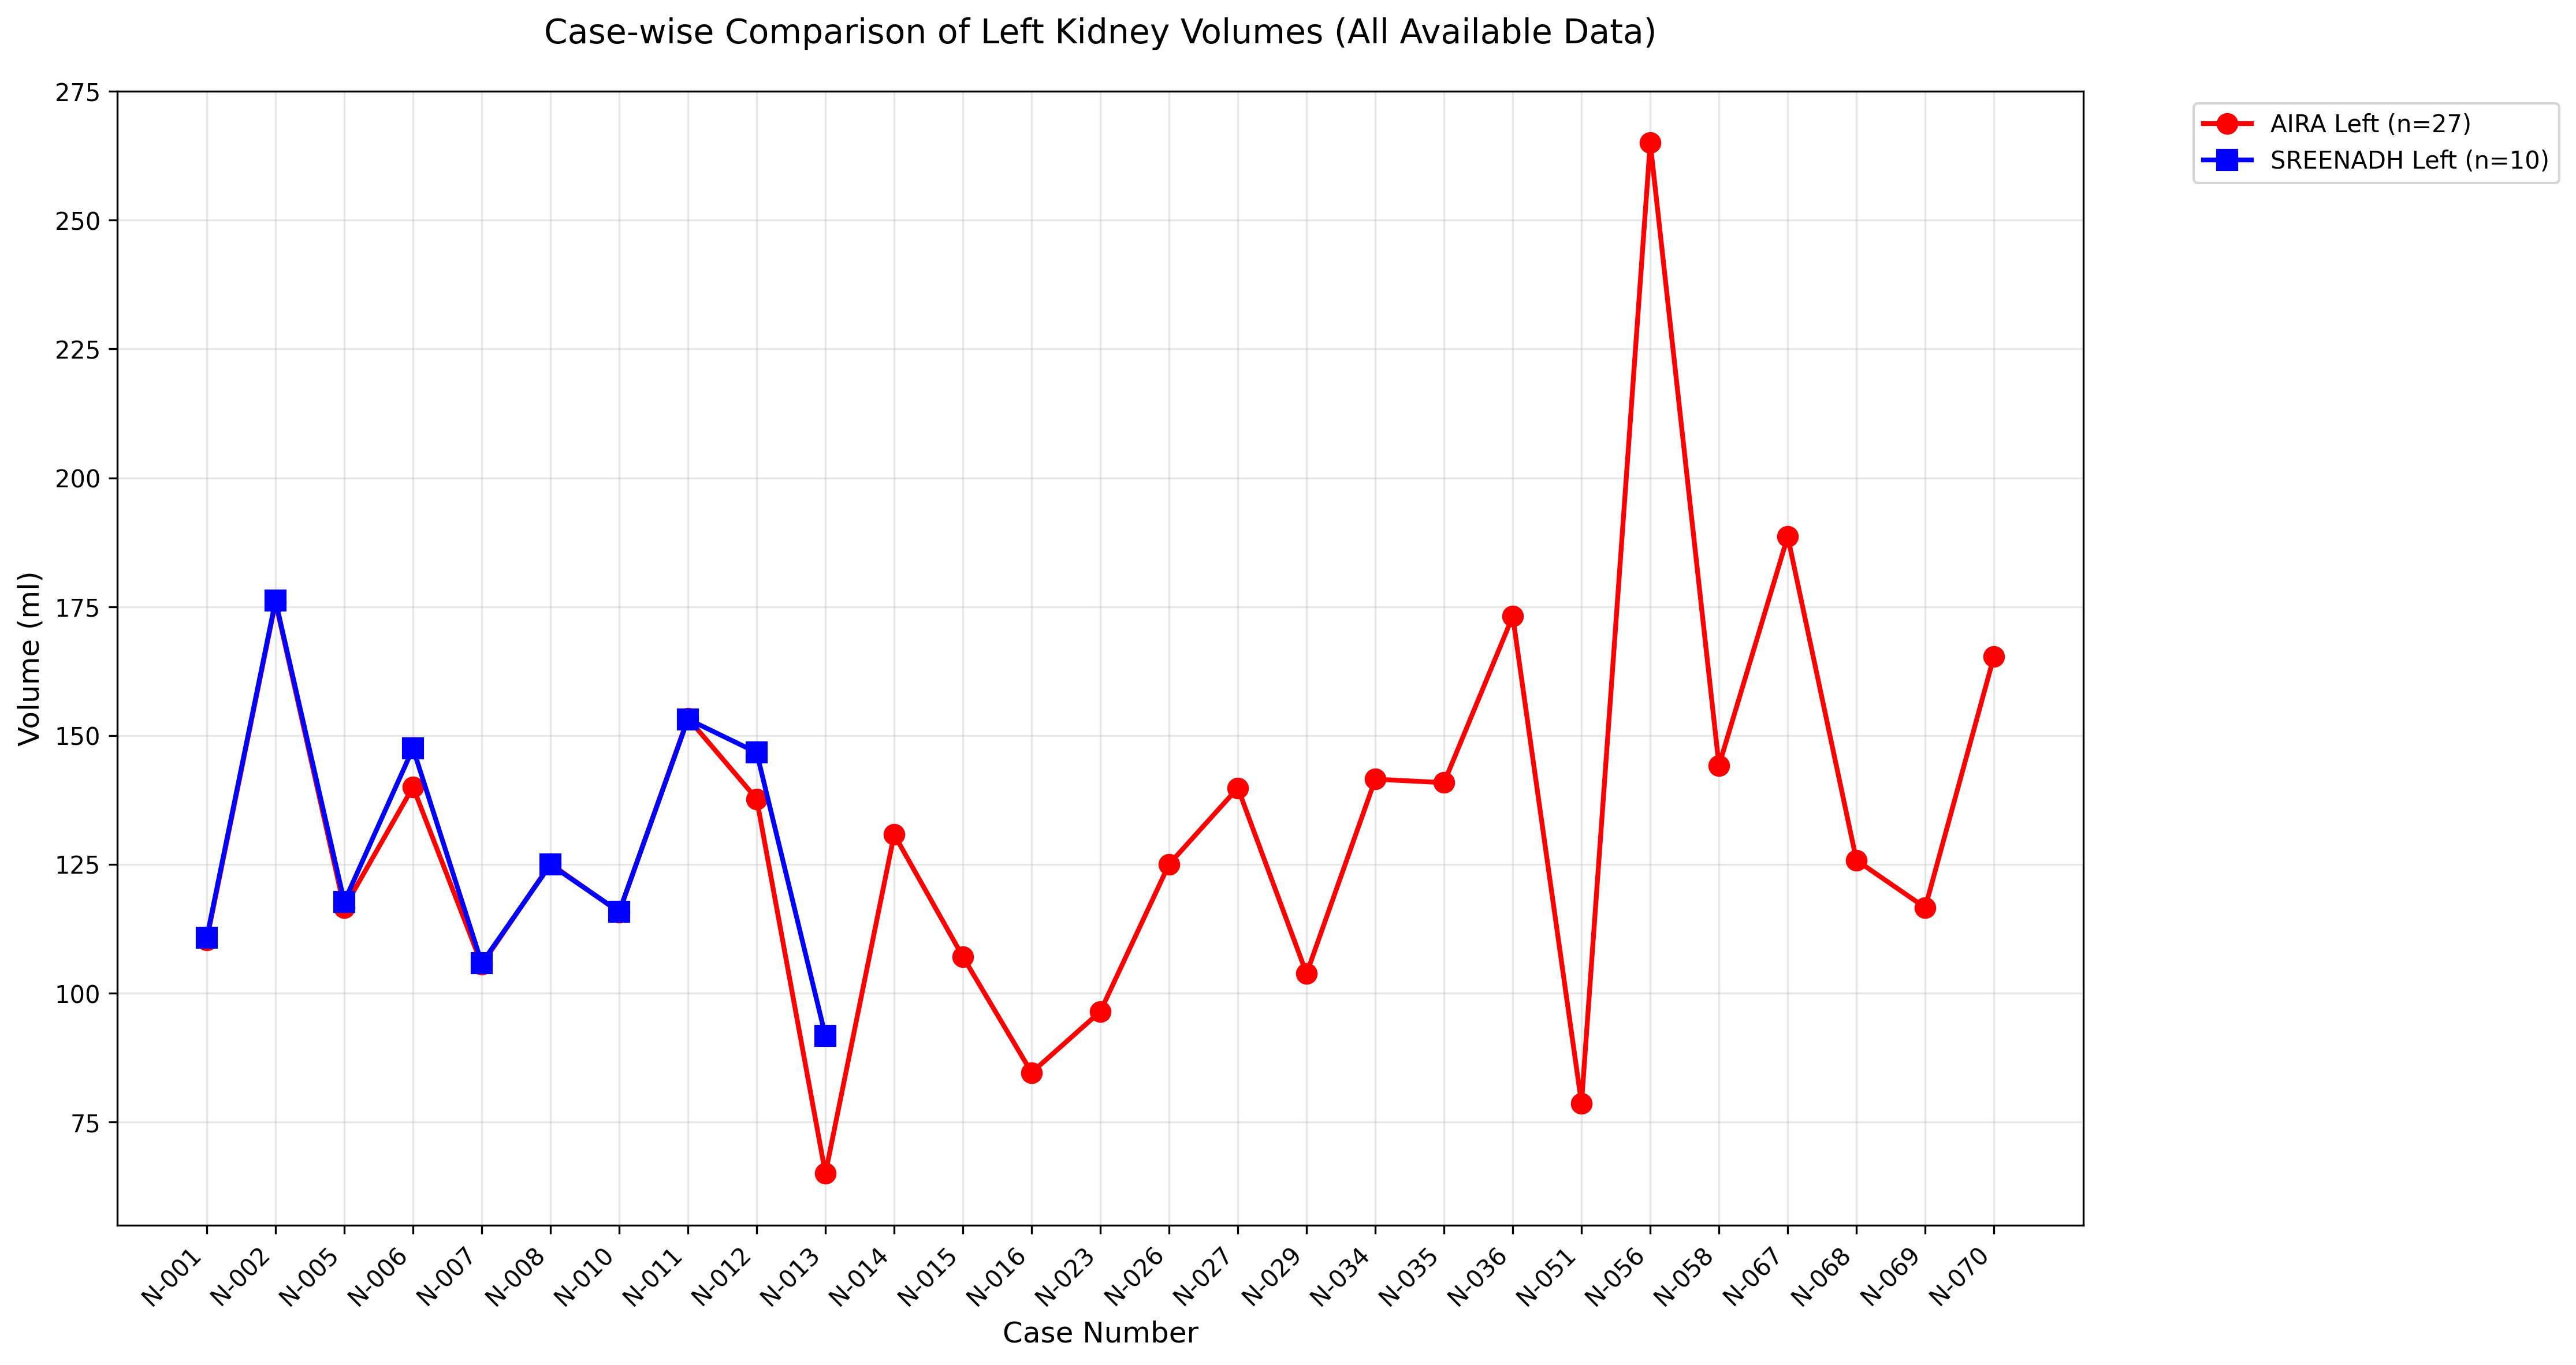 Case-wise Comparison of Left Kidney Volumes (All Available Data)
AIRA Left (n=27)
SREENADH Left (n=10)
Volume (ml)
275
250
225
200
175
150
125
100
75
N-001
N-002
N-005
N-006
N-007
N-008
N-010
N-011
N-012
N-013
N-014
N-015
N-016
N-023
N-026
N-027
N-029
N-034
N-035
N-036
N-051
N-056
N-058
N-067
N-068
N-069
N-070
Case Number